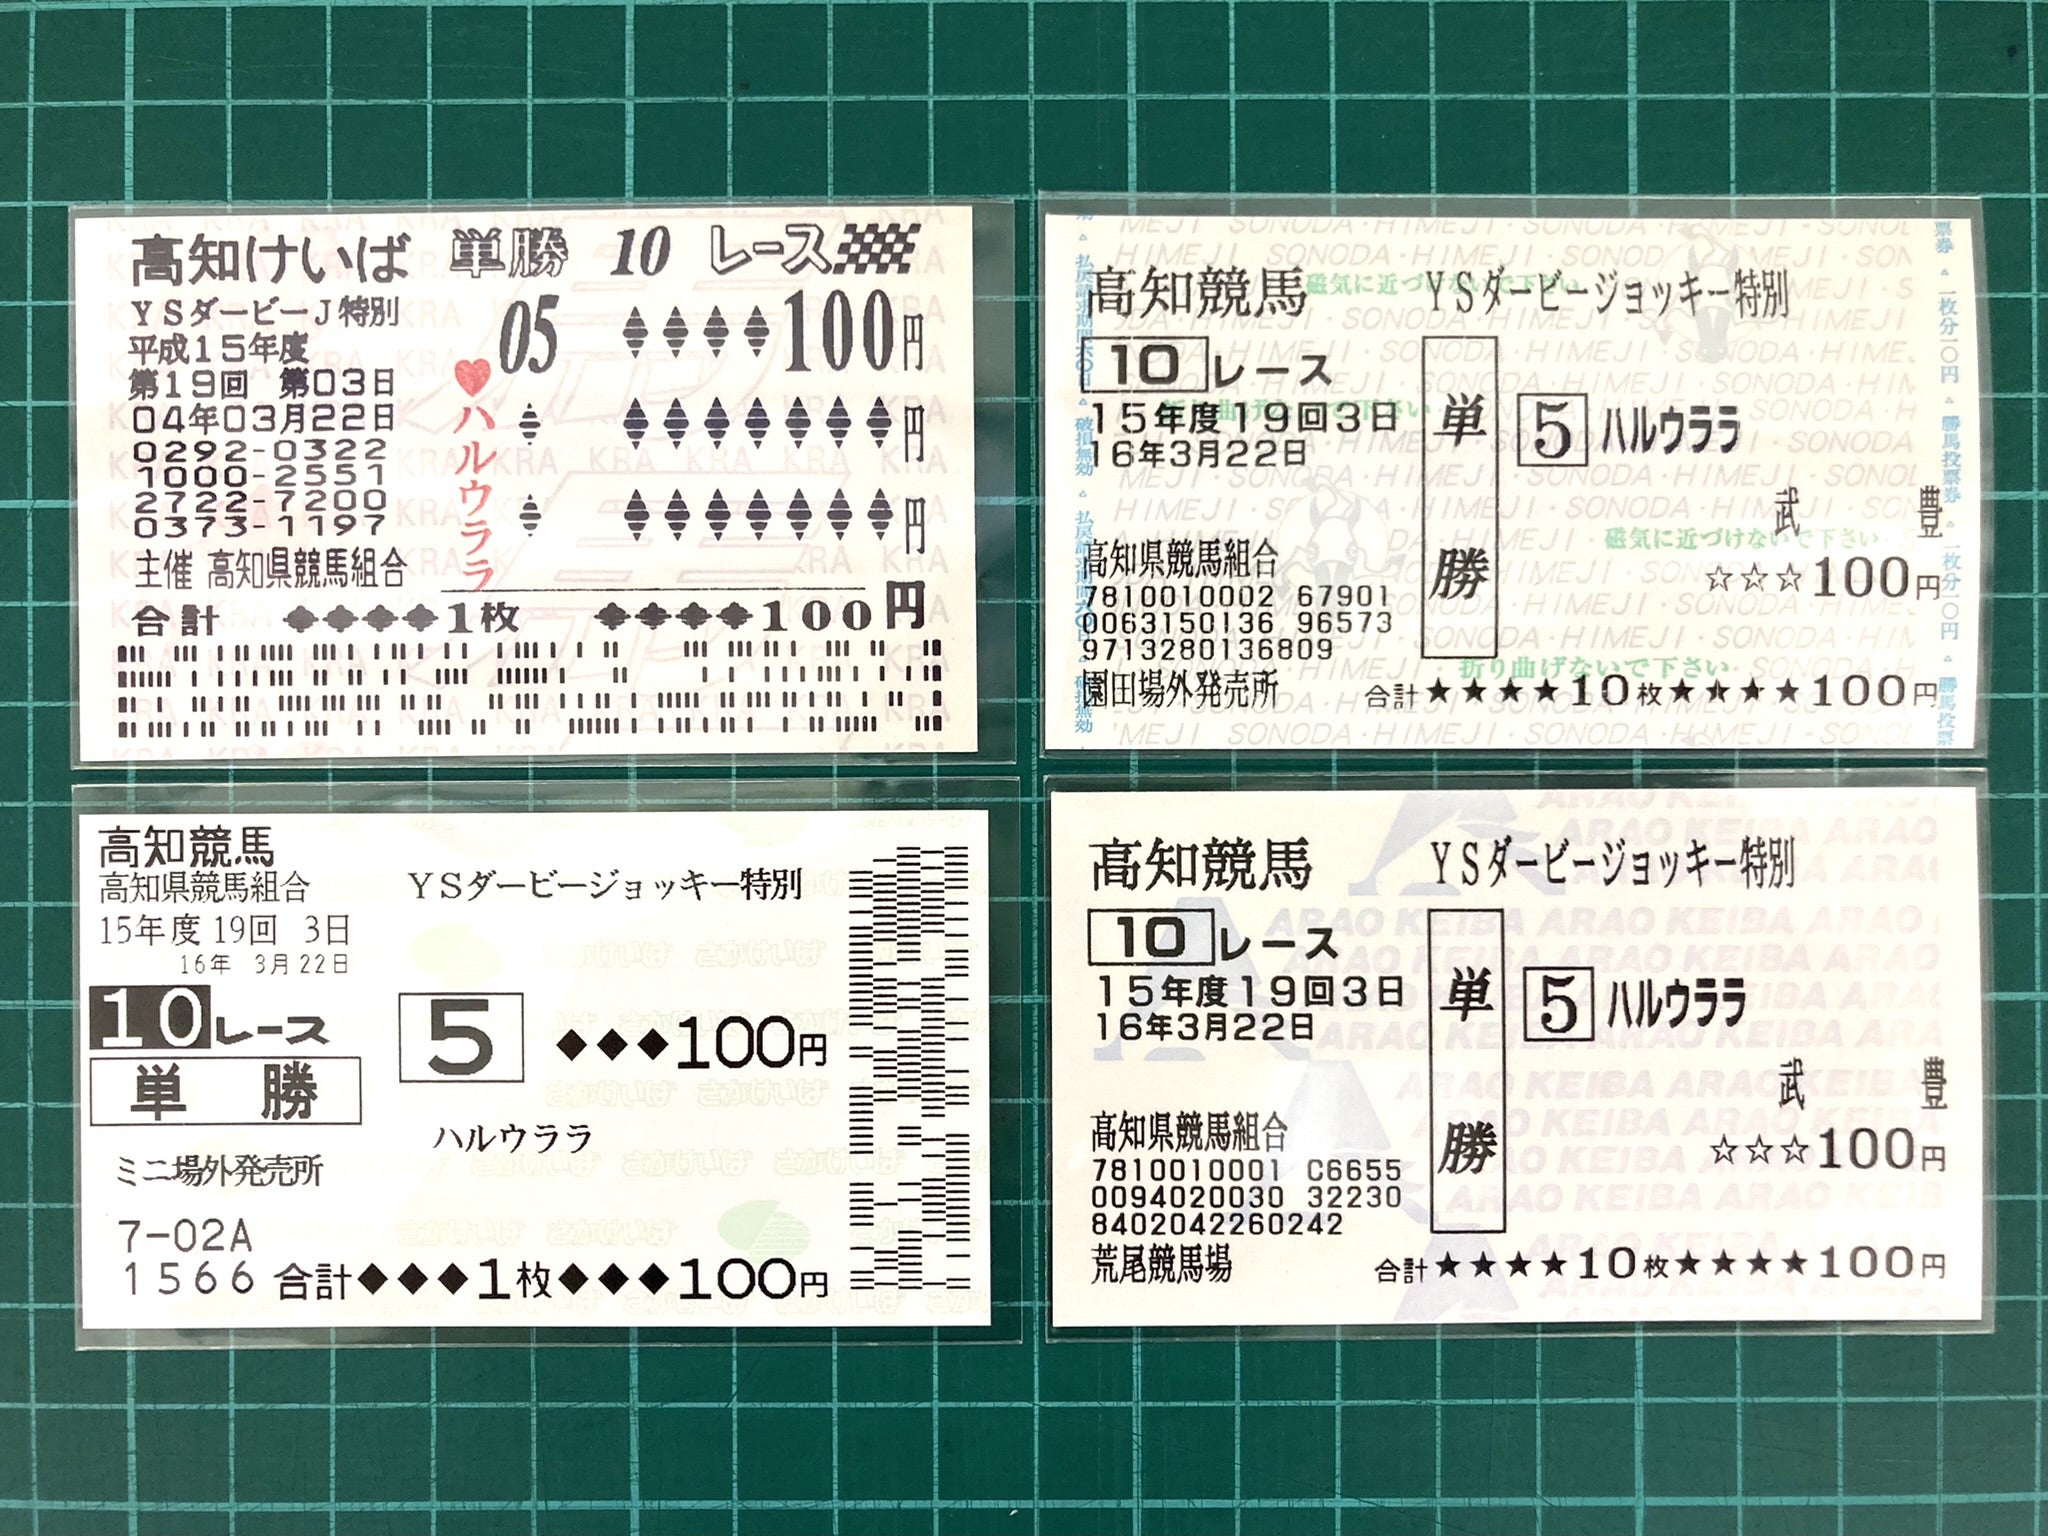 高知けいば 単勝 10 レース
YSダービーJ特別
平成15年度
第19回 第03日
04年03月22日
0292-0322
1000-2551
2722-7200
0373-1197
主催 高知県競馬組合
05 100円
♥ハルウララ
円
円
合計 1枚 100円
高知競馬 YSダービージョッキー特別
10レース
15年度19回3日
16年3月22日
単勝
5 ハルウララ
武 豊
☆☆☆100円
高知県競馬組合
7810010002 67901
0063150136 96573
9713280136809
園田場外発売所 合計★★★★10枚★★★★100円
磁気に近づけないで下さい
折り曲げないで下さい
HIMEJI・SONODA・HIMEJI・SONODA
高知競馬
高知県競馬組合
YSダービージョッキー特別
15年度19回 3日
16年 3月22日
10レース
単 勝
5 ◆◆◆100円
ハルウララ
ミニ場外発売所
7-02A
1566 合計◆◆◆1枚◆◆◆100円
高知競馬 YSダービージョッキー特別
10レース
15年度19回3日
16年3月22日
単勝
5 ハルウララ
武 豊
☆☆☆100円
高知県競馬組合
7810010001 C6655
0094020030 32230
8402042260242
荒尾競馬場 合計★★★★10枚★★★★100円
ARAO KEIBA ARAO KEIBA ARAO